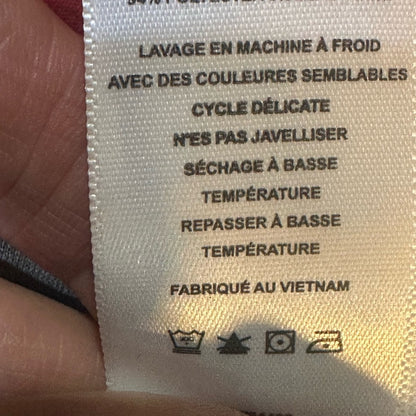 LAVAGE EN MACHINE À FROID
AVEC DES COULEURES SEMBLABLES
CYCLE DÉLICATE
N'ES PAS JAVELLISER
SÉCHAGE À BASSE
TEMPÉRATURE
REPASSER À BASSE
TEMPÉRATURE
FABRIQUÉ AU VIETNAM